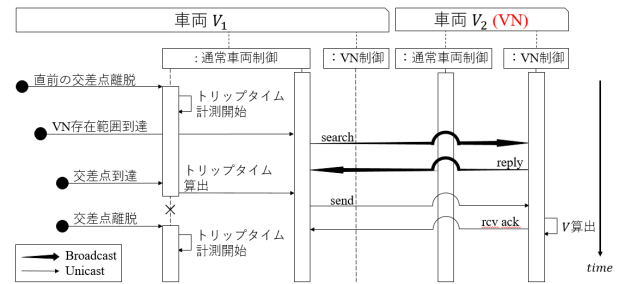 車両 V₁
車両 V₂ (VN)
:通常車両制御
:VN制御
:通常車両制御
:VN制御
直前の交差点離脱
トリップタイム
計測開始
VN存在範囲到達
search
reply
交差点到達
トリップタイム
算出
send
交差点離脱
rcv ack
V算出
トリップタイム
計測開始
Broadcast
Unicast
time